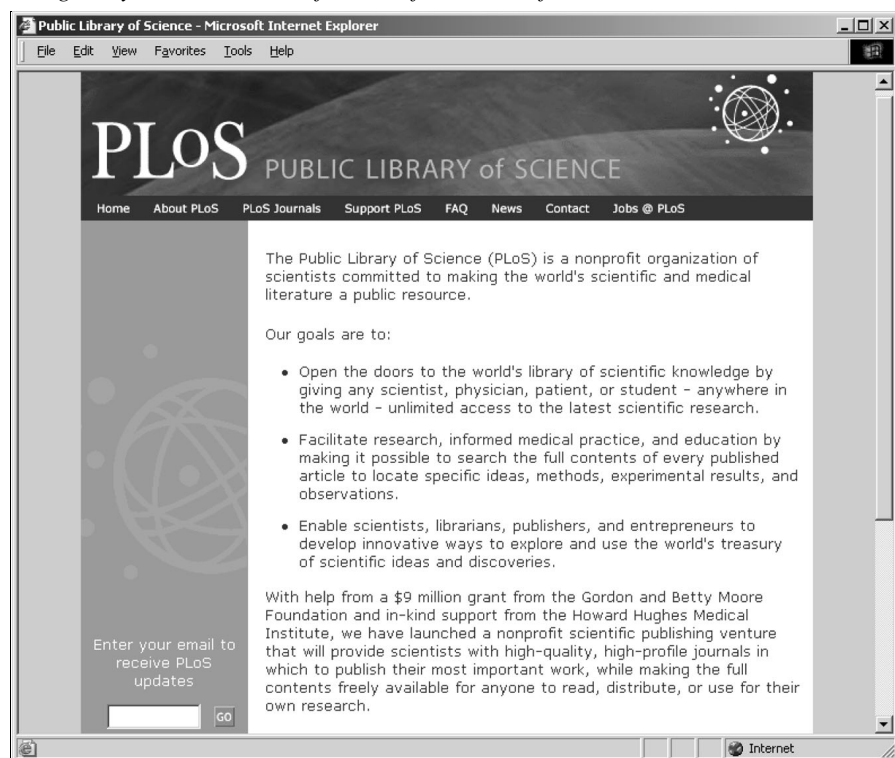 Public Library of Science - Microsoft Internet Explorer
File Edit View Favorites Tools Help
PLoS PUBLIC LIBRARY of SCIENCE
Home About PLoS PLoS Journals Support PLoS FAQ News Contact Jobs @ PLoS
The Public Library of Science (PLoS) is a nonprofit organization of
scientists committed to making the world's scientific and medical
literature a public resource.
Our goals are to:
• Open the doors to the world's library of scientific knowledge by
giving any scientist, physician, patient, or student - anywhere in
the world - unlimited access to the latest scientific research.
• Facilitate research, informed medical practice, and education by
making it possible to search the full contents of every published
article to locate specific ideas, methods, experimental results, and
observations.
• Enable scientists, librarians, publishers, and entrepreneurs to
develop innovative ways to explore and use the world's treasury
of scientific ideas and discoveries.
With help from a $9 million grant from the Gordon and Betty Moore
Foundation and in-kind support from the Howard Hughes Medical
Institute, we have launched a nonprofit scientific publishing venture
that will provide scientists with high-quality, high-profile journals in
which to publish their most important work, while making the full
contents freely available for anyone to read, distribute, or use for their
own research.
Enter your email to
receive PLoS
updates
GO
Internet